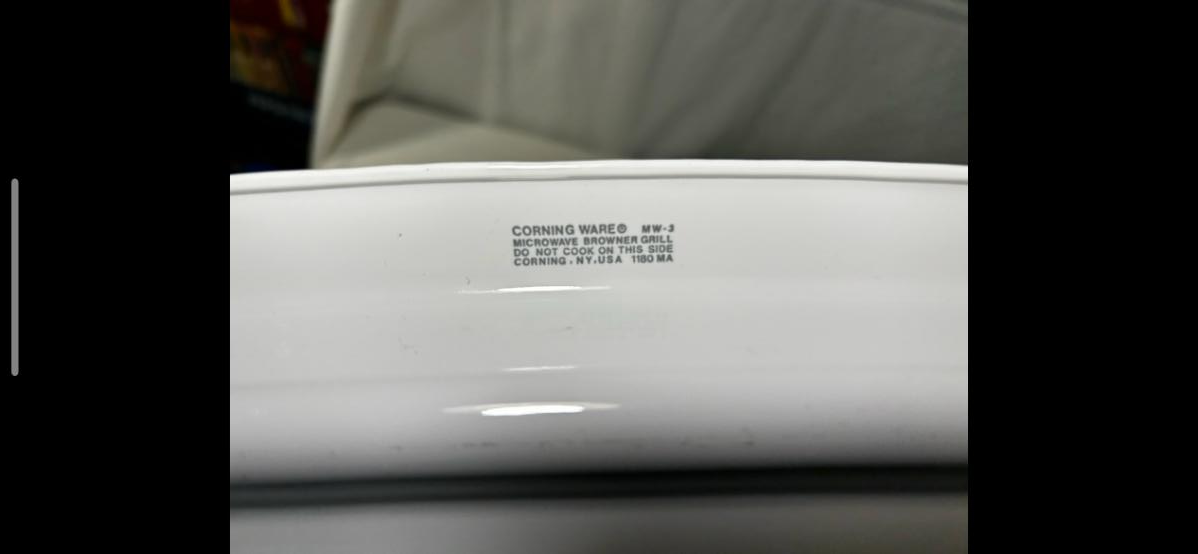 CORNING WARE® MW-3
MICROWAVE BROWNER GRILL
DO NOT COOK ON THIS SIDE
CORNING, NY, USA 1180 MA